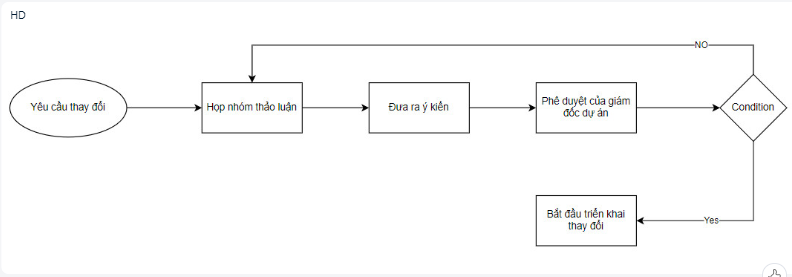 HD
NO
Yêu cầu thay đổi
Họp nhóm thảo luận
Đưa ra ý kiến
Phê duyệt của giám
đốc dự án
Condition
Bắt đầu triển khai
thay đổi
Yes